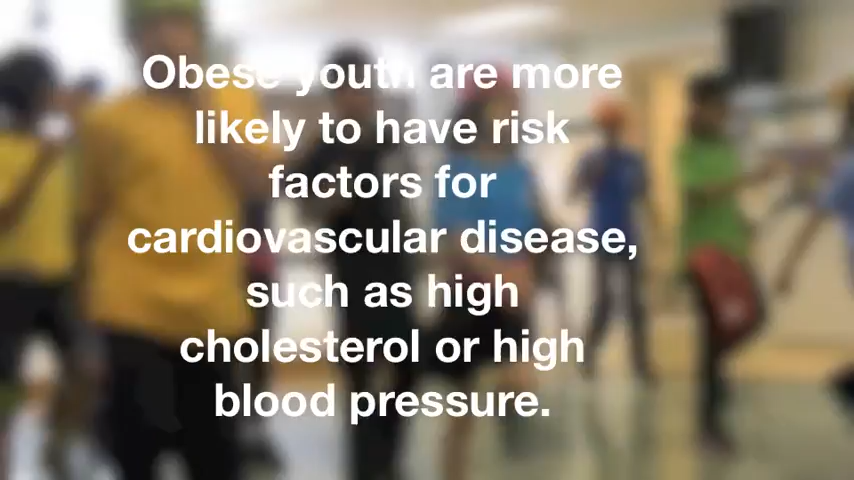 Obese youth are more
likely to have risk
factors for
cardiovascular disease,
such as high
cholesterol or high
blood pressure.